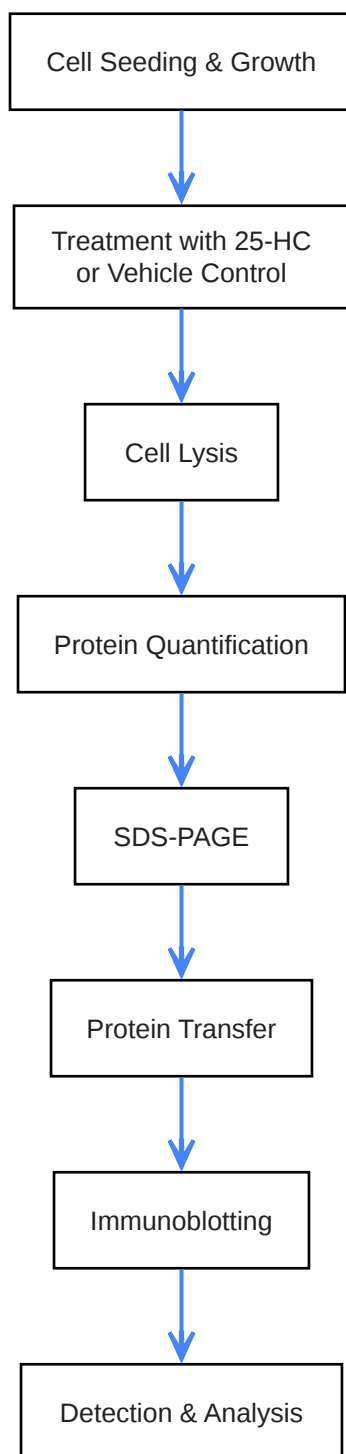 Cell Seeding & Growth
Treatment with 25-HC
or Vehicle Control
Cell Lysis
Protein Quantification
SDS-PAGE
Protein Transfer
Immunoblotting
Detection & Analysis